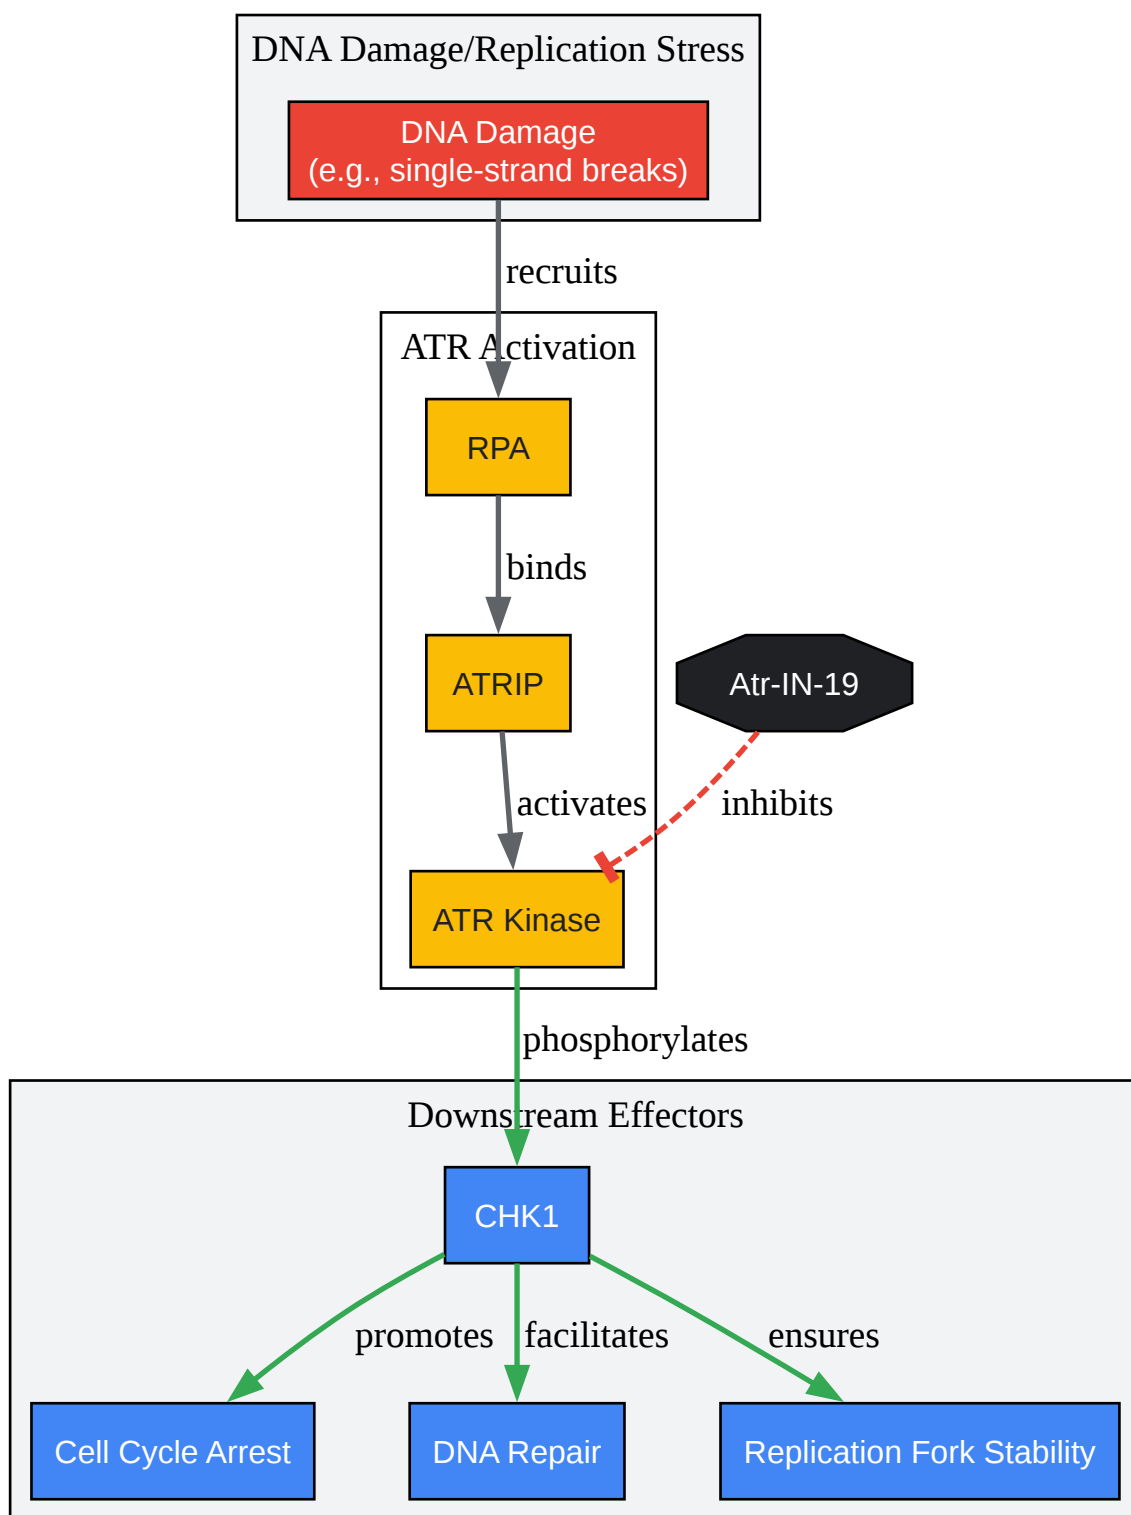 DNA Damage/Replication Stress
DNA Damage
(e.g., single-strand breaks)
recruits
ATR Activation
RPA
binds
ATRIP
Atr-IN-19
activates
inhibits
ATR Kinase
phosphorylates
Downstream Effectors
CHK1
promotes
facilitates
ensures
Cell Cycle Arrest
DNA Repair
Replication Fork Stability